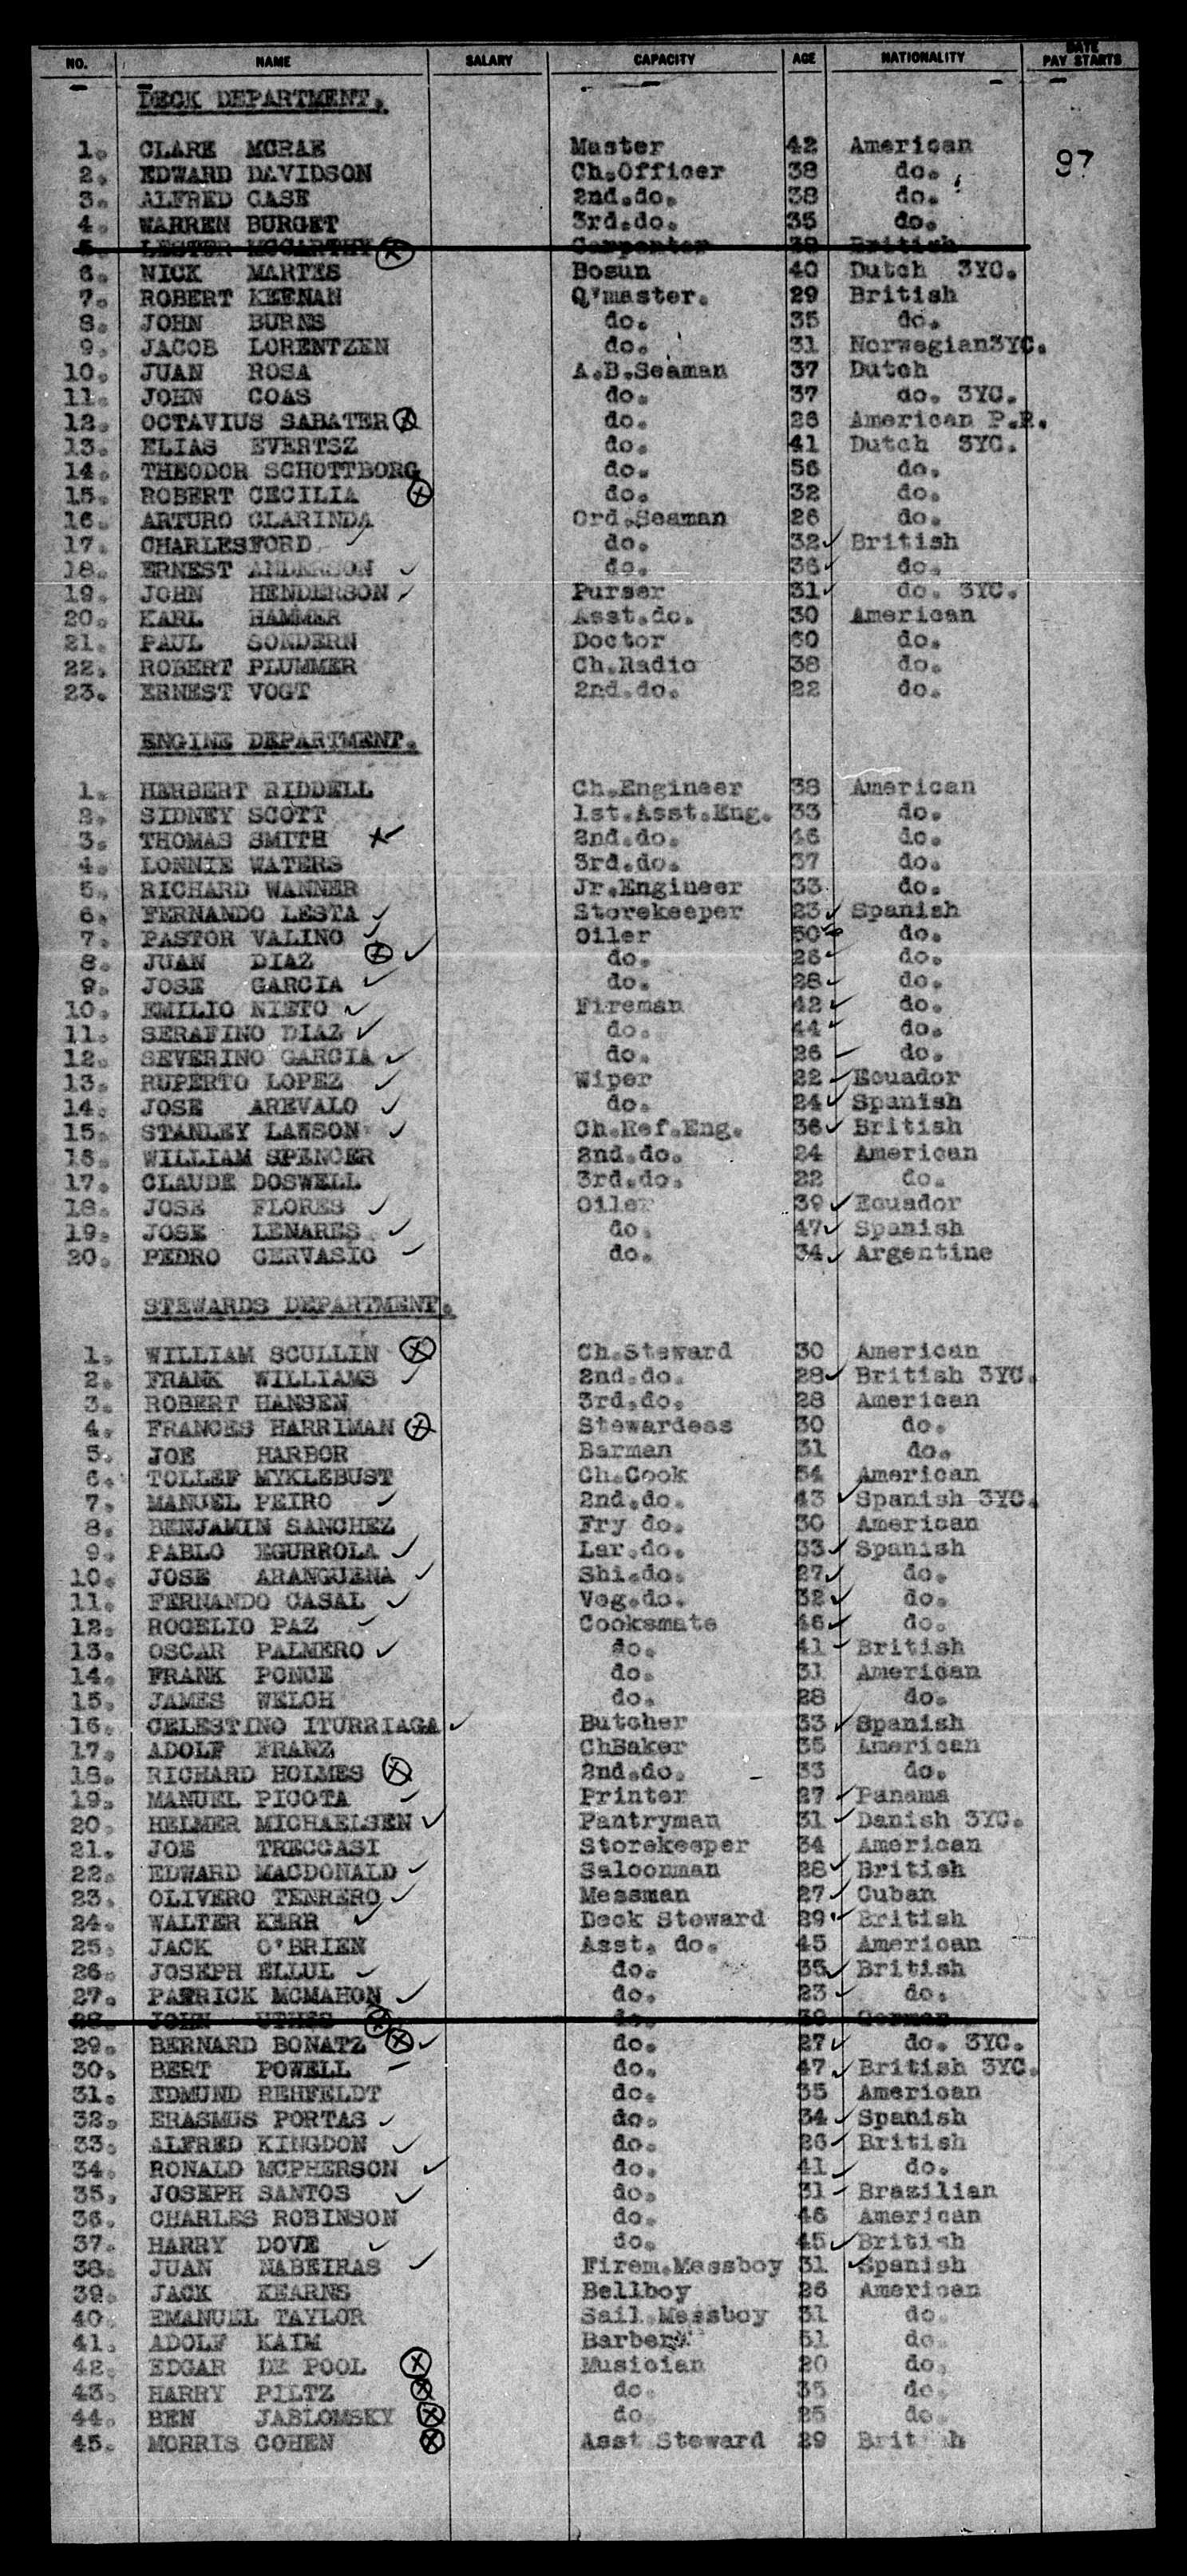 NO. NAME SALARY CAPACITY AGE NATIONALITY DATE PAY STARTS
DECK DEPARTMENT.
1. CLARE MCRAE Master 42 American
97
2. EDWARD DAVIDSON Ch.Officer 38 do.
3. ALFRED CASE 2nd.do. 38 do.
4. WARREN BURGET 3rd.do. 35 do.
5. LESTER MCCARTHY Carpenter 39 British
6. NICK MARTES Bosun 40 Dutch 3YC.
7. ROBERT KEENAN Q'master. 29 British
8. JOHN BURNS do. 35 do.
9. JACOB LORENTZEN do. 31 Norwegian3YC.
10. JUAN ROSA A.B.Seaman 37 Dutch
11. JOHN COAS do. 37 do. 3YC.
12. OCTAVIUS SABATER do. 26 American P.R.
13. ELIAS EVERTSZ do. 41 Dutch 3YC.
14. THEODOR SCHOTTBORG do. 56 do.
15. ROBERT CECILIA do. 32 do.
16. ARTURO CLARINDA Ord.Seaman 26 do.
17. CHARLESFORD do. 32 British
18. ERNEST ANDERSON do. 36 do.
19. JOHN HENDERSON Purser 31 do. 3YC.
20. KARL HAMMER Asst.do. 30 American
21. PAUL SONDERN Doctor 60 do.
22. ROBERT PLUMMER Ch.Radio 38 do.
23. ERNEST VOGT 2nd.do. 22 do.
ENGINE DEPARTMENT.
1. HERBERT RIDDELL Ch.Engineer 38 American
2. SIDNEY SCOTT 1st.Asst.Eng. 33 do.
3. THOMAS SMITH 2nd.do. 46 do.
4. LONNIE WATERS 3rd.do. 37 do.
5. RICHARD WANNER Jr.Engineer 33 do.
6. FERNANDO LESTA Storekeeper 23 Spanish
7. PASTOR VALINO Oiler 50 do.
8. JUAN DIAZ do. 26 do.
9. JOSE GARCIA do. 28 do.
10. EMILIO NIETO Fireman 42 do.
11. SERAFINO DIAZ do. 44 do.
12. SEVERINO GARCIA do. 26 do.
13. RUPERTO LOPEZ Wiper 22 Ecuador
14. JOSE AREVALO do. 24 Spanish
15. STANLEY LAWSON Ch.Ref.Eng. 36 British
16. WILLIAM SPENCER 2nd.do. 24 American
17. CLAUDE DOSWELL 3rd.do. 22 do.
18. JOSE FLORES Oiler 39 Ecuador
19. JOSE LENARES do. 47 Spanish
20. PEDRO GERVASIO do. 34 Argentine
STEWARDS DEPARTMENT.
1. WILLIAM SCULLIN Ch.Steward 30 American
2. FRANK WILLIAMS 2nd.do. 28 British 3YC.
3. ROBERT HANSEN 3rd.do. 28 American
4. FRANCES HARRIMAN Stewardess 30 do.
5. JOE HARBOR Barman 31 do.
6. TOLLEF MYKLEBUST Ch.Cook 54 American
7. MANUEL PEIRO 2nd.do. 43 Spanish 3YC.
8. BENJAMIN SANCHEZ Fry do. 30 American
9. PABLO EGURROLA Lar.do. 33 Spanish
10. JOSE ARANGUENA Shi.do. 27 do.
11. FERNANDO CASAL Veg.do. 32 do.
12. ROGELIO PAZ Cooksmate 46 do.
13. OSCAR PALMERO do. 41 British
14. FRANK PONCE do. 31 American
15. JAMES WELCH do. 28 do.
16. CELESTINO ITURRIAGA Butcher 33 Spanish
17. ADOLF FRANZ ChBaker 35 American
18. RICHARD HOLMES 2nd.do. 33 do.
19. MANUEL PICOTA Printer 27 Panama
20. HELMER MICHAELSEN Pantryman 31 Danish 3YC.
21. JOE TRECCASI Storekeeper 34 American
22. EDWARD MACDONALD Saloonman 28 British
23. OLIVERO TENRERO Messman 27 Cuban
24. WALTER KERR Deck Steward 29 British
25. JACK O'BRIEN Asst. do. 45 American
26. JOSEPH ELLUL do. 35 British
27. PATRICK MCMAHON do. 23 do.
28. JOHN do. 39 German
29. BERNARD BONATZ do. 27 do. 3YC.
30. BERT POWELL do. 47 British 3YC.
31. EDMUND REHFELDT do. 35 American
32. ERASMUS PORTAS do. 34 Spanish
33. ALFRED KINGDON do. 26 British
34. RONALD MCPHERSON do. 41 do.
35. JOSEPH SANTOS do. 31 Brazilian
36. CHARLES ROBINSON do. 46 American
37. HARRY DOVE do. 45 British
38. JUAN NABEIRAS Firem.Messboy 31 Spanish
39. JACK KEARNS Bellboy 26 American
40. EMANUEL TAYLOR Sail.Messboy 31 do.
41. ADOLF KAIM Barber 51 do.
42. EDGAR DE POOL Musician 20 do.
43. HARRY PILTZ do. 35 do.
44. BEN JABLOMSKY do. 25 do.
45. MORRIS COHEN Asst Steward 29 British